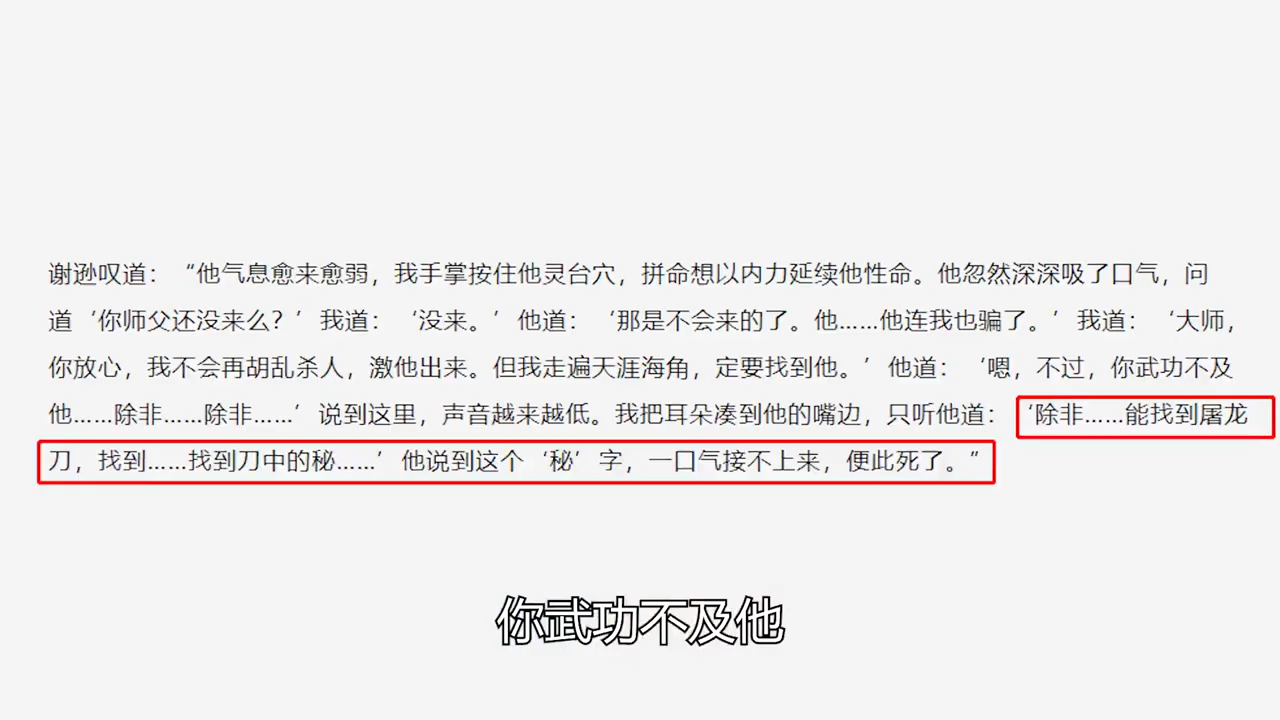 谢逊叹道：“他气息愈来愈弱，我手掌按住他灵台穴，拼命想以内力延续他性命。他忽然深深吸了口气，问
道‘你师父还没来么？’我道：‘没来。’他道：‘那是不会来的了。他……他连我也骗了。’我道：‘大师，
你放心，我不会再胡乱杀人，激他出来。但我走遍天涯海角，定要找到他。’他道：‘嗯，不过，你武功不及
他……除非……除非……’说到这里，声音越来越低。我把耳朵凑到他的嘴边，只听他道：‘除非……能找到屠龙
刀，找到……找到刀中的秘……’他说到这个‘秘’字，一口气接不上来，便此死了。”
你武功不及他